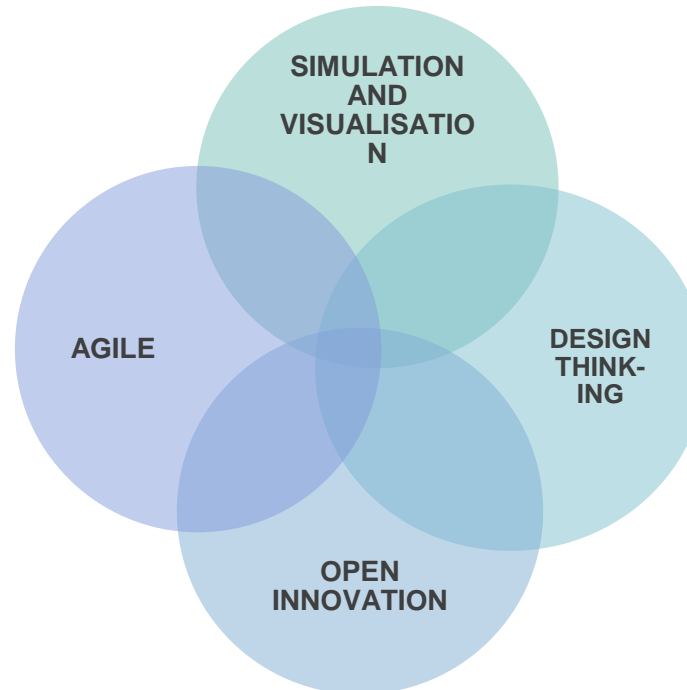 SIMULATION
AND
VISUALISATIO
N
AGILE
DESIGN
THINK-
ING
OPEN
INNOVATION